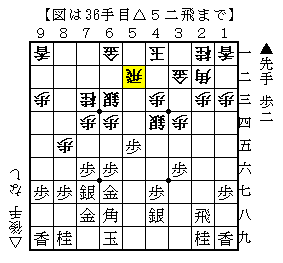 【図は36手目△５二飛まで】
9 8 7 6 5 4 3 2 1
香 金 玉 桂 香 一
飛 金 角 二
歩 桂 銀 歩 歩 歩 三
歩 歩 銀 歩 四
歩 歩 五
歩 歩 歩 六
歩 歩 銀 金 歩 歩 歩 七
金 角 銀 飛 八
香 桂 玉 桂 香 九
▲先手 歩二
△後手 なし